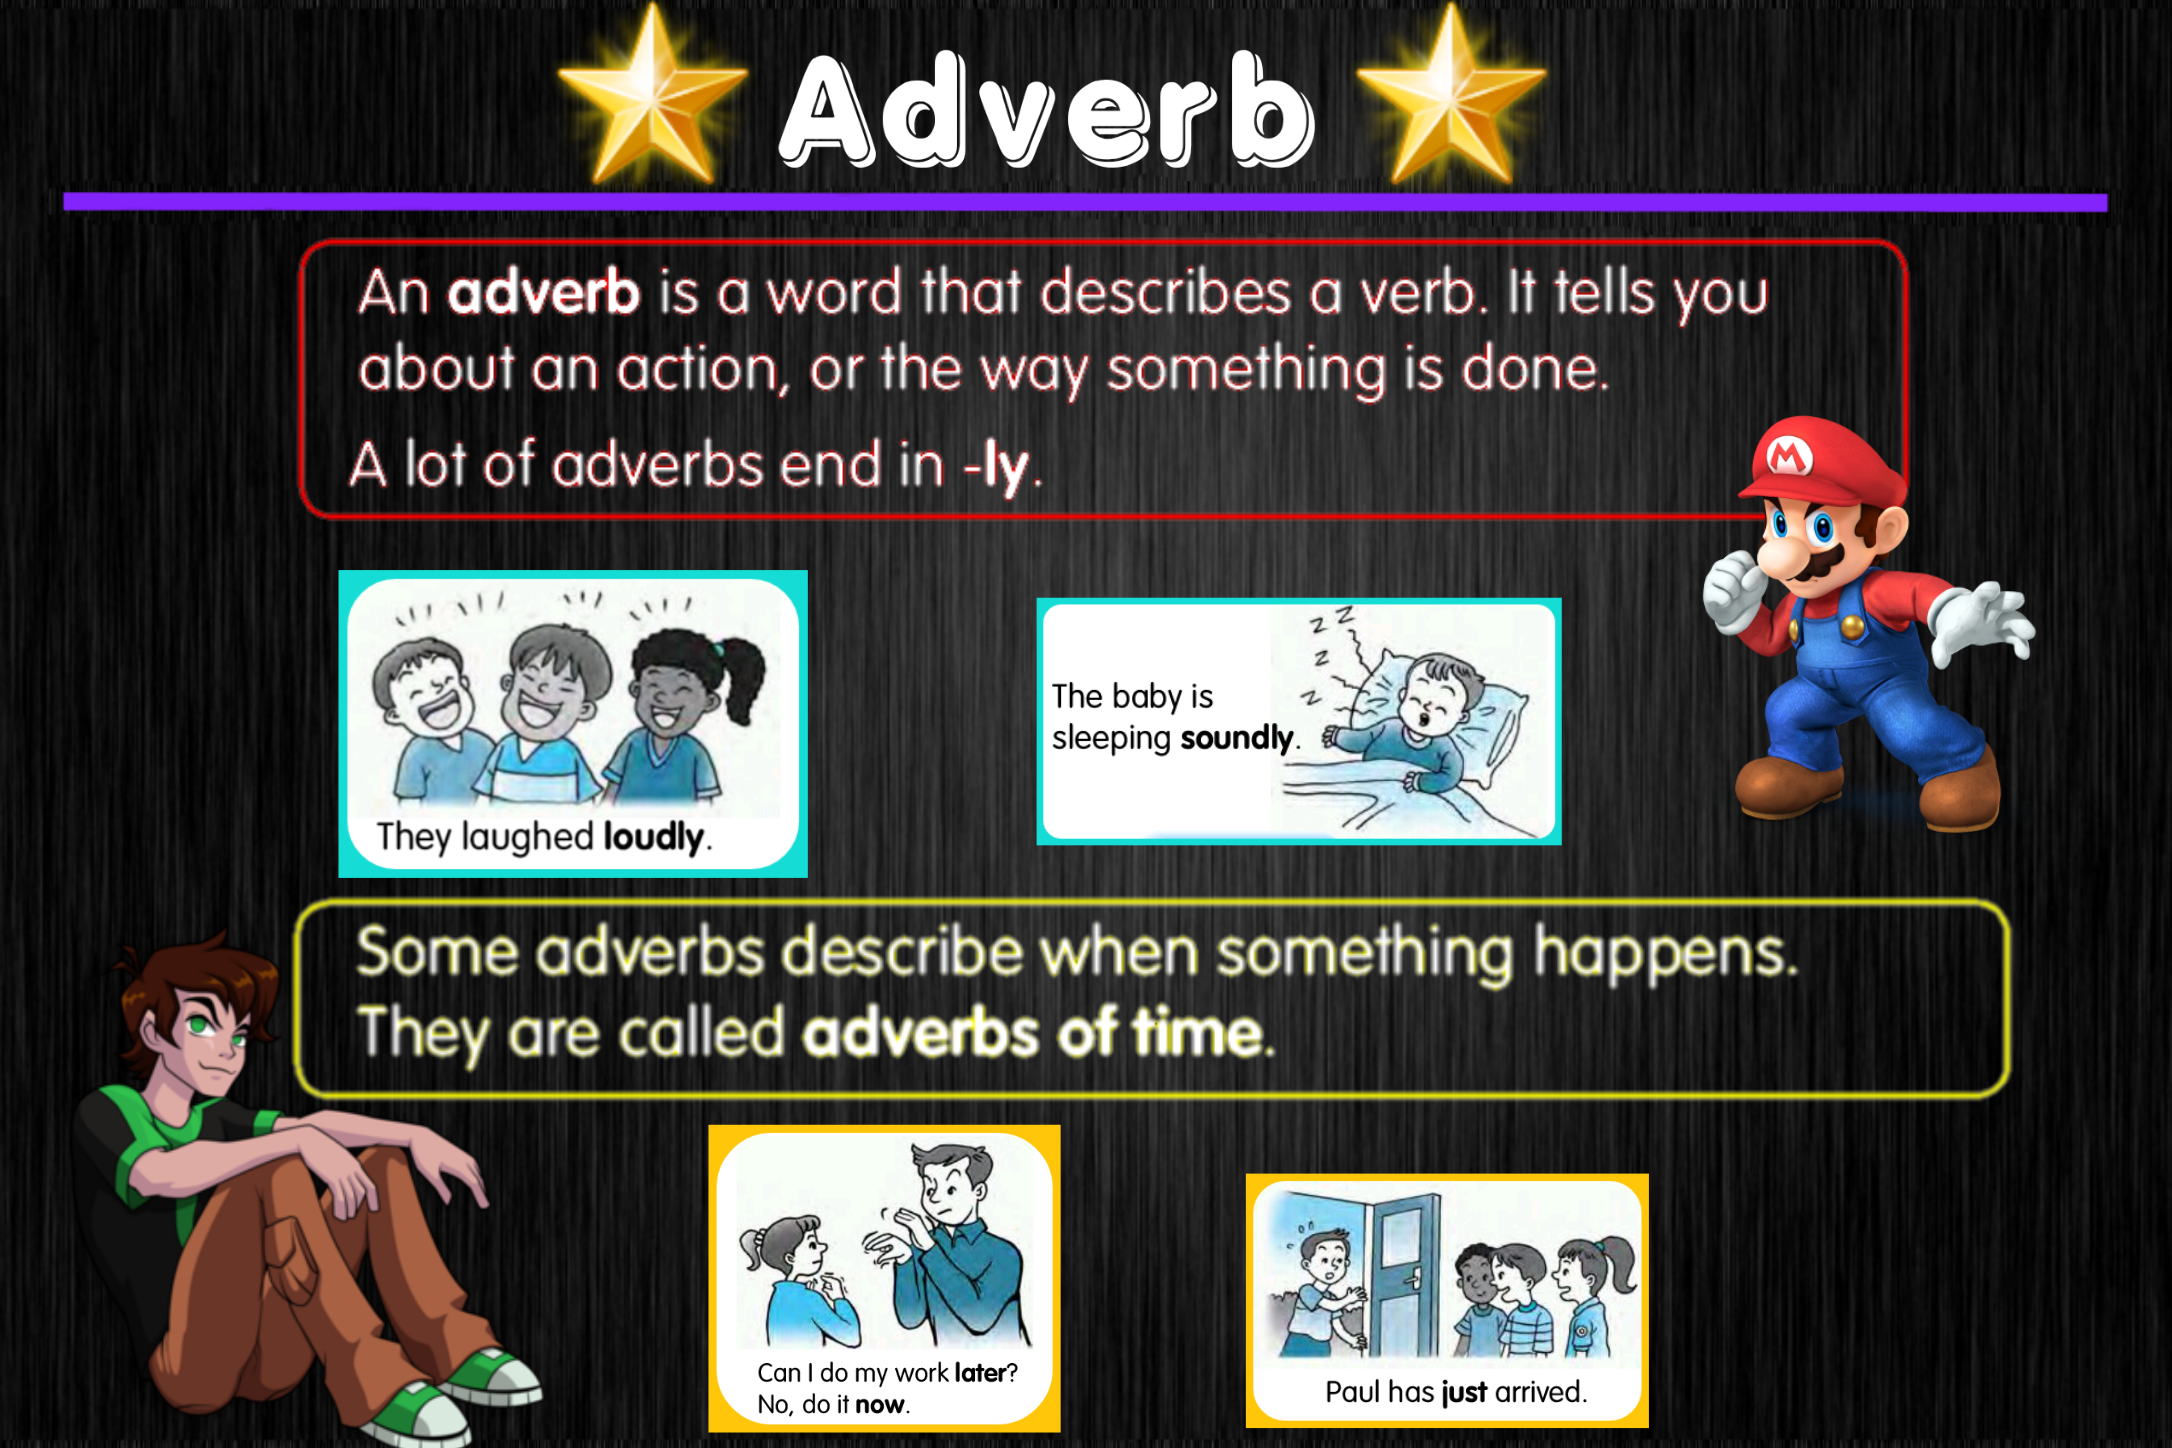 Adverb
An adverb is a word that describes a verb. It tells you
about an action, or the way something is done.
A lot of adverbs end in -ly.
M
They laughed loudly.
z z
z
z
The baby is
sleeping soundly.
Some adverbs describe when something happens.
They are called adverbs of time.
Can I do my work later?
No, do it now.
Paul has just arrived.